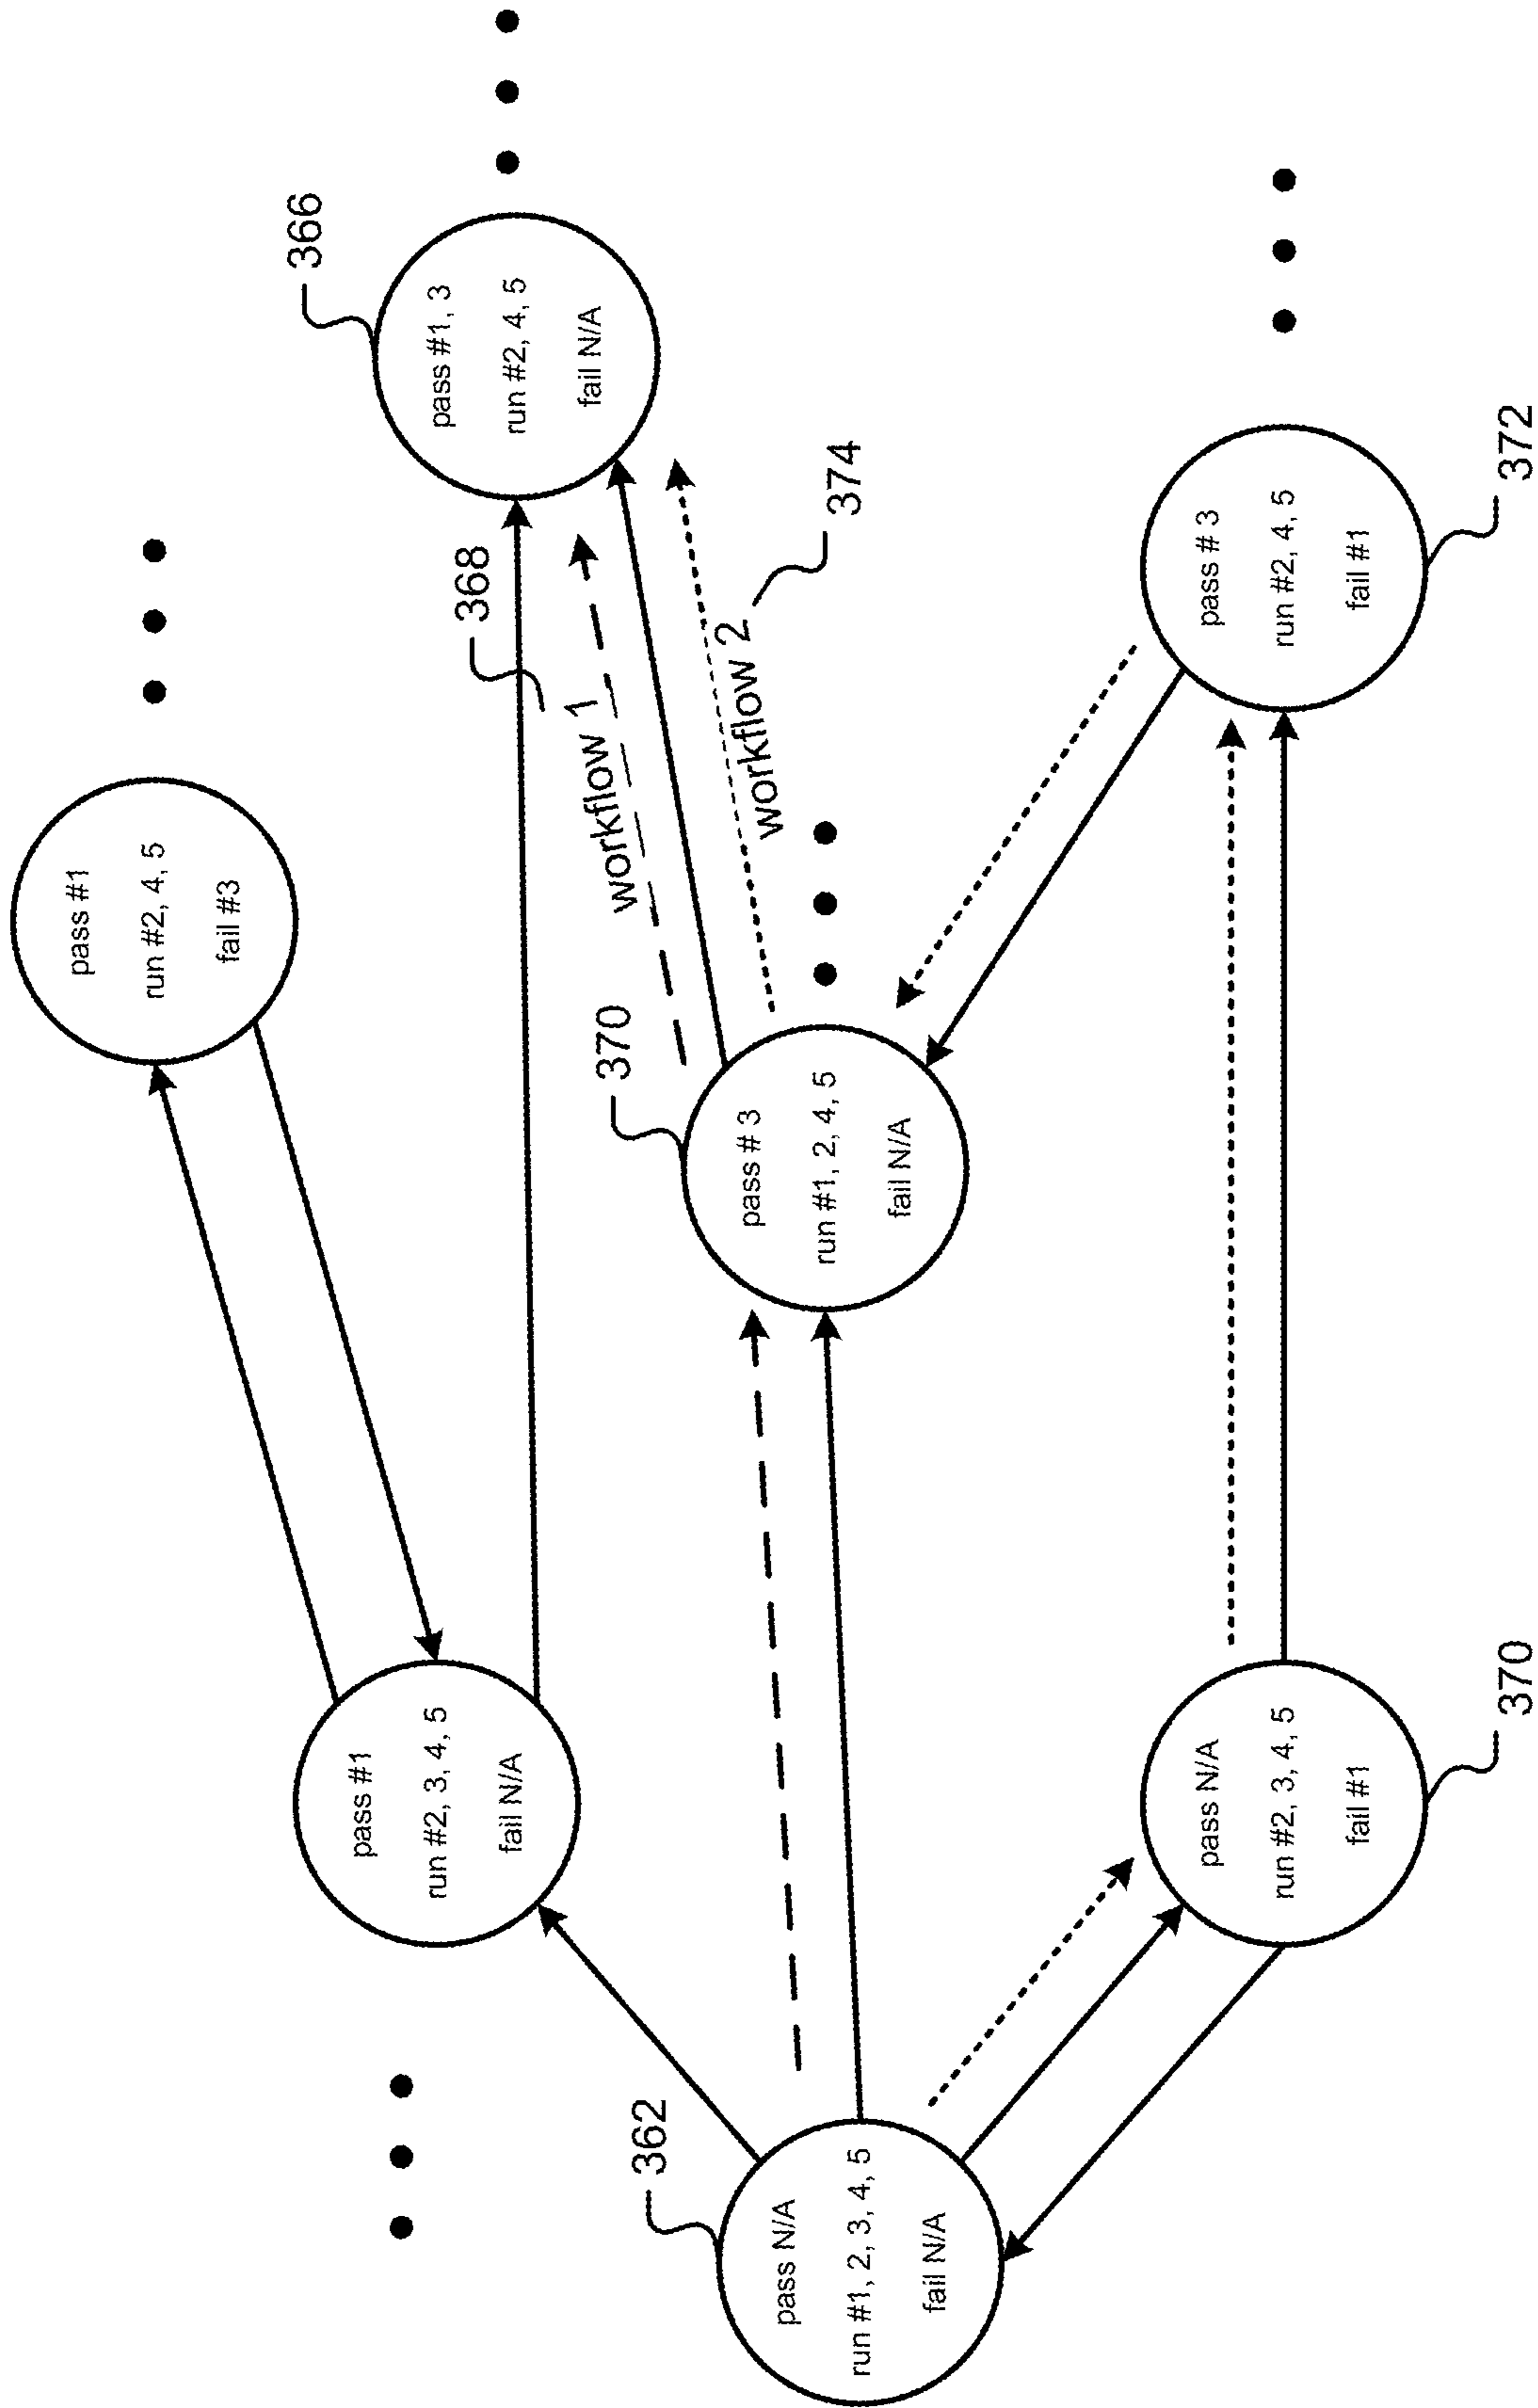 pass #1
run #2, 4, 5
fail #3
366
pass #1, 3
run #2, 4, 5
fail N/A
pass #1
run #2, 3, 4, 5
fail N/A
368
workflow 1
370
pass # 3
run #1, 2, 4, 5
fail N/A
workflow 2
374
362
pass N/A
run #1, 2, 3, 4, 5
fail N/A
pass N/A
run #2, 3, 4, 5
fail #1
370
pass # 3
run #2, 4, 5
fail #1
372